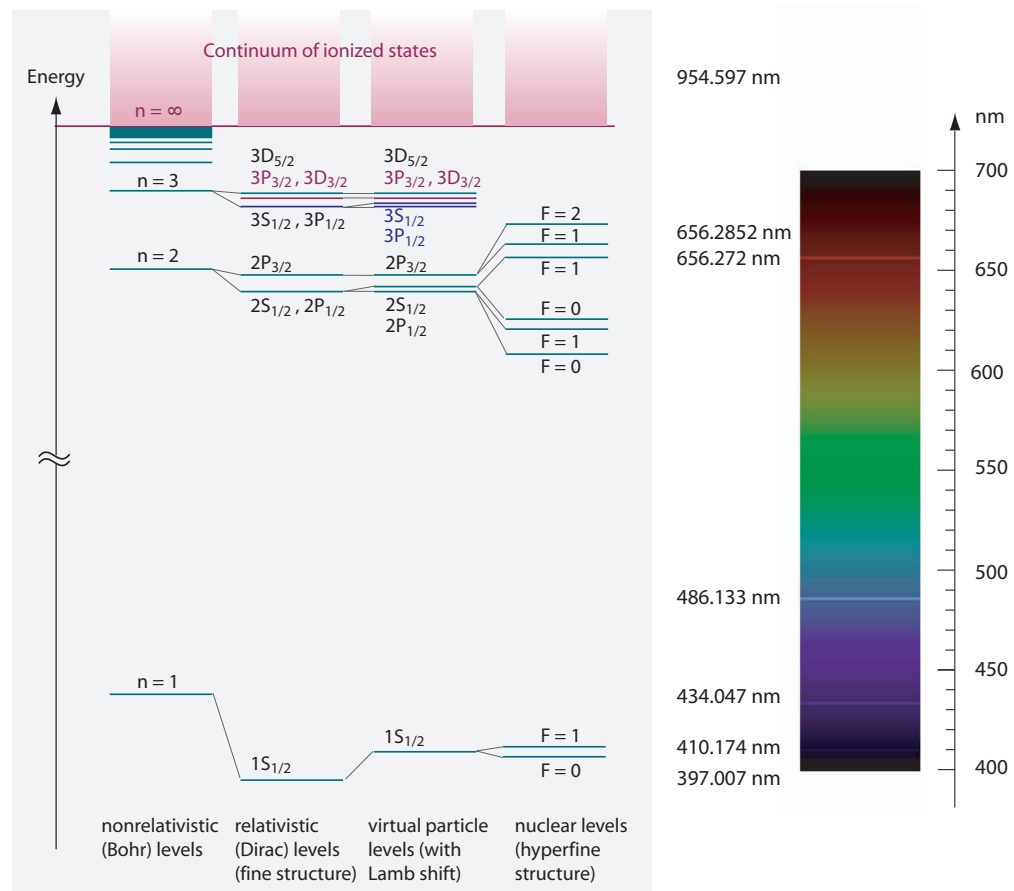 Continuum of ionized states
Energy
n = ∞
n = 3
n = 2
n = 1
3D5/2
3P3/2 , 3D3/2
3S1/2 , 3P1/2
2P3/2
2S1/2 , 2P1/2
1S1/2
3D5/2
3P3/2 , 3D3/2
3S1/2
3P1/2
2P3/2
2S1/2
2P1/2
1S1/2
F = 2
F = 1
F = 1
F = 0
F = 1
F = 0
F = 1
F = 0
nonrelativistic
(Bohr) levels
relativistic
(Dirac) levels
(fine structure)
virtual particle
levels (with
Lamb shift)
nuclear levels
(hyperfine
structure)
954.597 nm
656.2852 nm
656.272 nm
486.133 nm
434.047 nm
410.174 nm
397.007 nm
nm
700
650
600
550
500
450
400